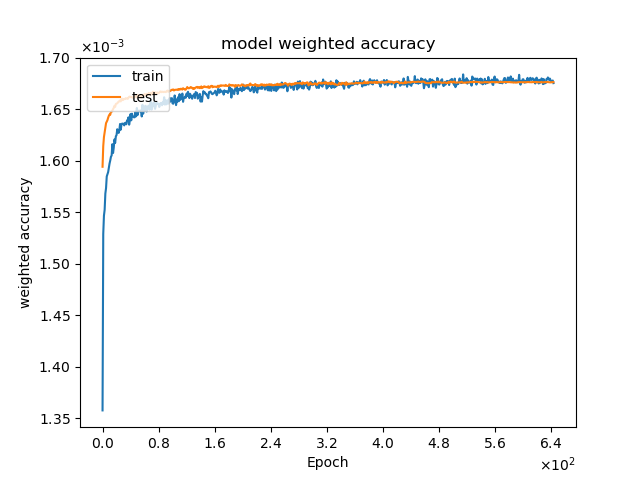 model weighted accuracy
×10⁻³
1.70
1.65
1.60
1.55
1.50
1.45
1.40
1.35
weighted accuracy
train
test
0.0 0.8 1.6 2.4 3.2 4.0 4.8 5.6 6.4
Epoch
×10²